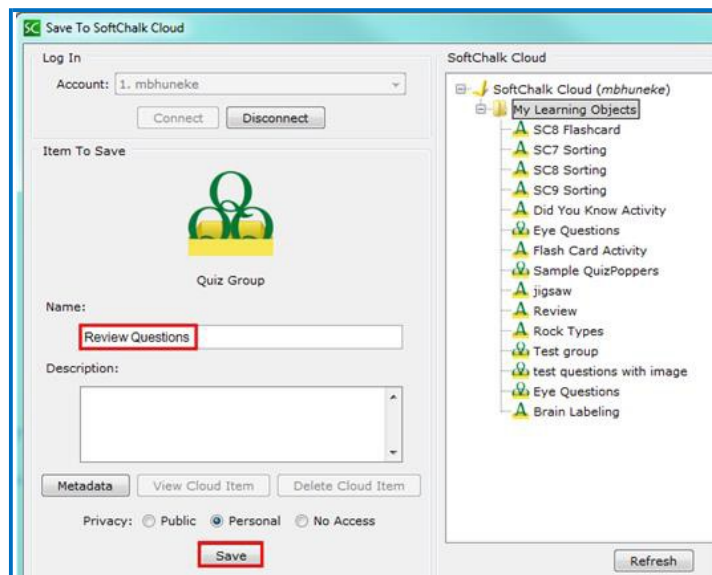 SC Save To SoftChalk Cloud
Log In
Account: 1. mbhuneke
Connect Disconnect
Item To Save
Quiz Group
Name:
Review Questions
Description:
Metadata View Cloud Item Delete Cloud Item
Privacy: Public Personal No Access
Save
SoftChalk Cloud
SoftChalk Cloud (mbhuneke)
My Learning Objects
A SC8 Flashcard
A SC7 Sorting
A SC8 Sorting
A SC9 Sorting
A Did You Know Activity
Eye Questions
A Flash Card Activity
Sample QuizPoppers
A jigsaw
A Review
A Rock Types
Test group
test questions with image
Eye Questions
A Brain Labeling
Refresh